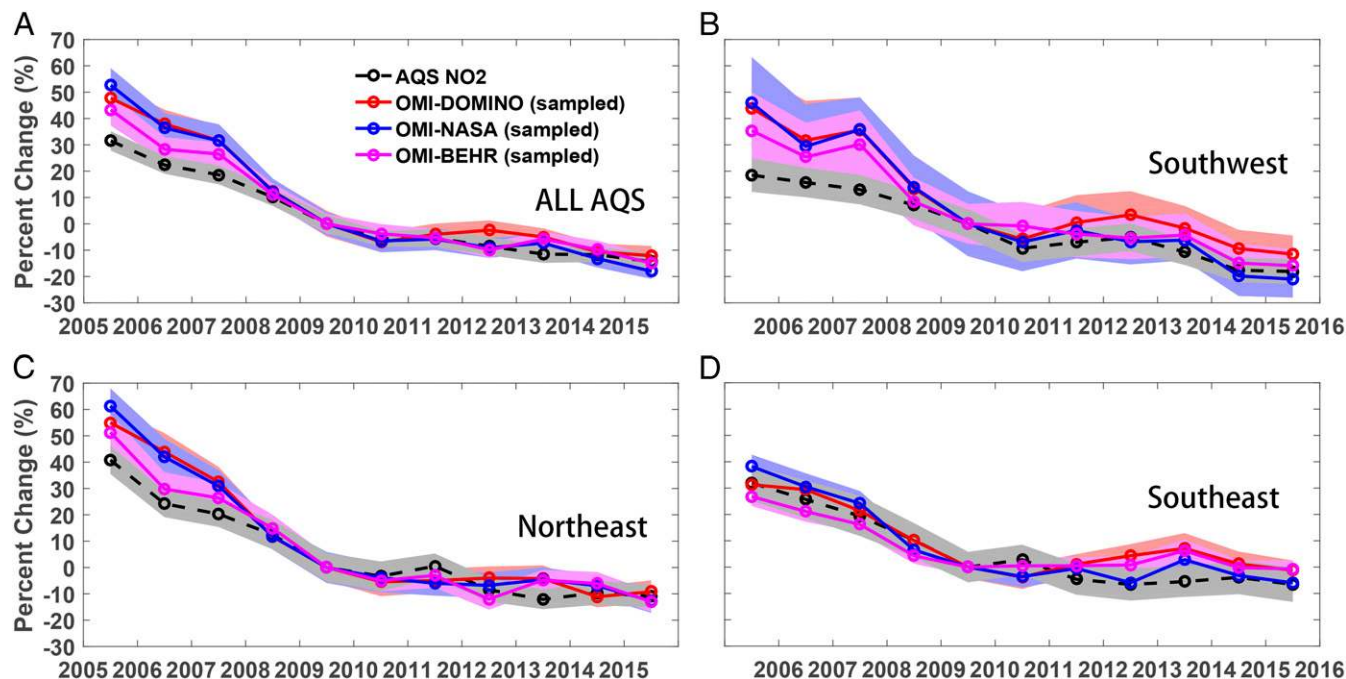 A
B
70
60
50
40
30
20
10
0
-10
-20
-30
Percent Change (%)
AQS NO2
OMI-DOMINO (sampled)
OMI-NASA (sampled)
OMI-BEHR (sampled)
ALL AQS
Southwest
2005 2006 2007 2008 2009 2010 2011 2012 2013 2014 2015
2006 2007 2008 2009 2010 2011 2012 2013 2014 2015 2016
C
D
70
60
50
40
30
20
10
0
-10
-20
-30
Percent Change (%)
Northeast
Southeast
2005 2006 2007 2008 2009 2010 2011 2012 2013 2014 2015
2006 2007 2008 2009 2010 2011 2012 2013 2014 2015 2016